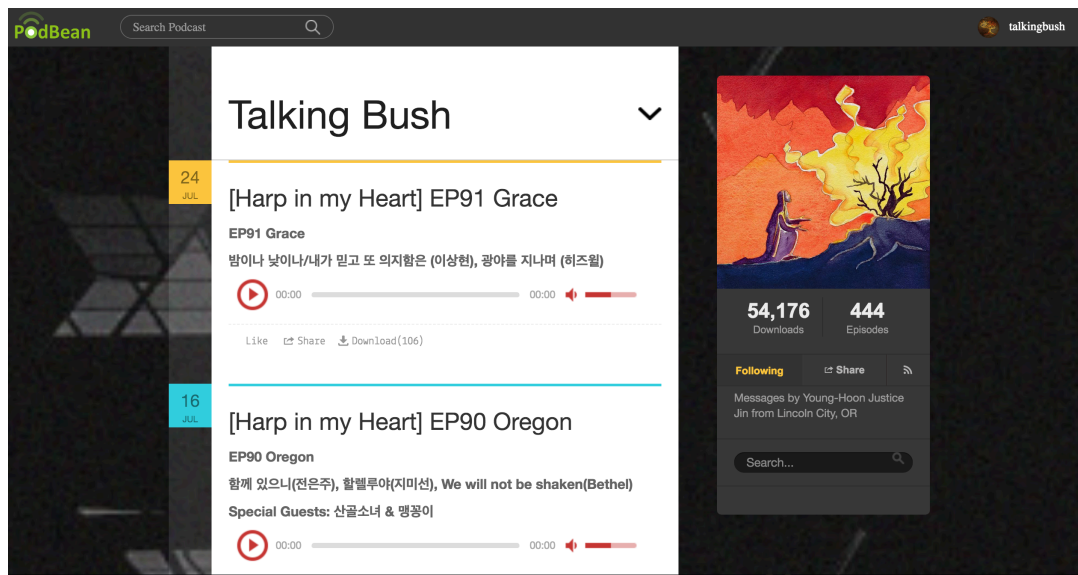 PodBean
Search Podcast
talkingbush
Talking Bush
24
JUL
[Harp in my Heart] EP91 Grace
EP91 Grace
밤이나 낮이나/내가 믿고 또 의지함은 (이상현), 광야를 지나며 (히즈윌)
00:00
00:00
Like
Share
Download(106)
16
JUL
[Harp in my Heart] EP90 Oregon
EP90 Oregon
함께 있으니(전은주), 할렐루야(지미선), We will not be shaken(Bethel)
Special Guests: 산골소녀 & 맹꽁이
00:00
00:00
54,176
Downloads
444
Episodes
Following
Share
Messages by Young-Hoon Justice
Jin from Lincoln City, OR
Search...